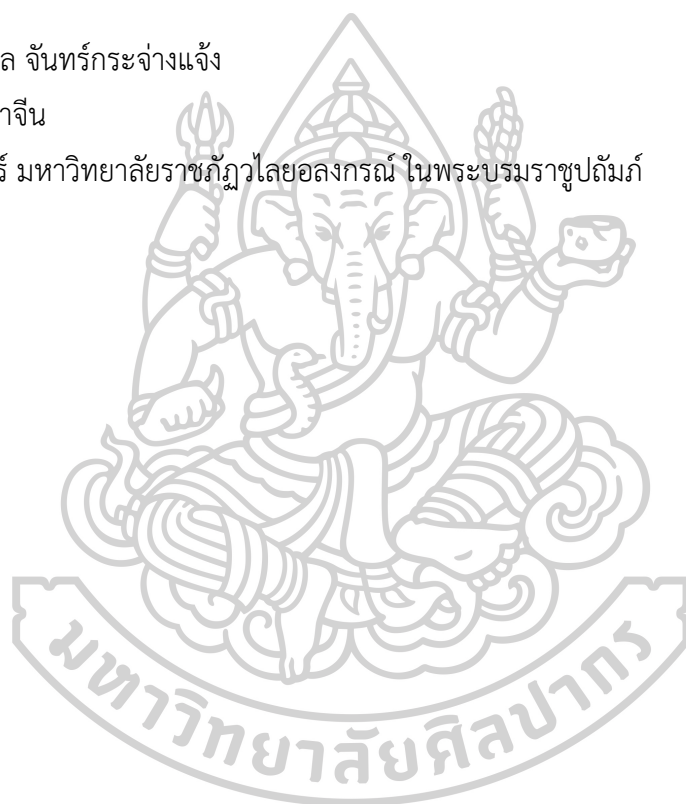 ล จันทร์กระจ่างแจ้ง
าจีน
ร์ มหาวิทยาลัยราชภัฏวไลยอลงกรณ์ ในพระบรมราชูปถัมภ์
มหาวิทยาลัยศิลปากร